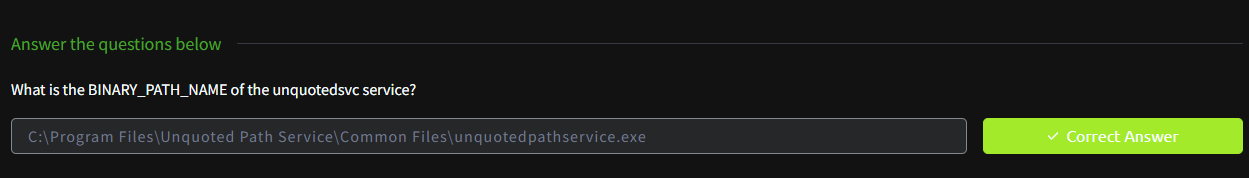 Answer the questions below
What is the BINARY_PATH_NAME of the unquotedsvc service?
C:\Program Files\Unquoted Path Service\Common Files\unquotedpathservice.exe
Correct Answer